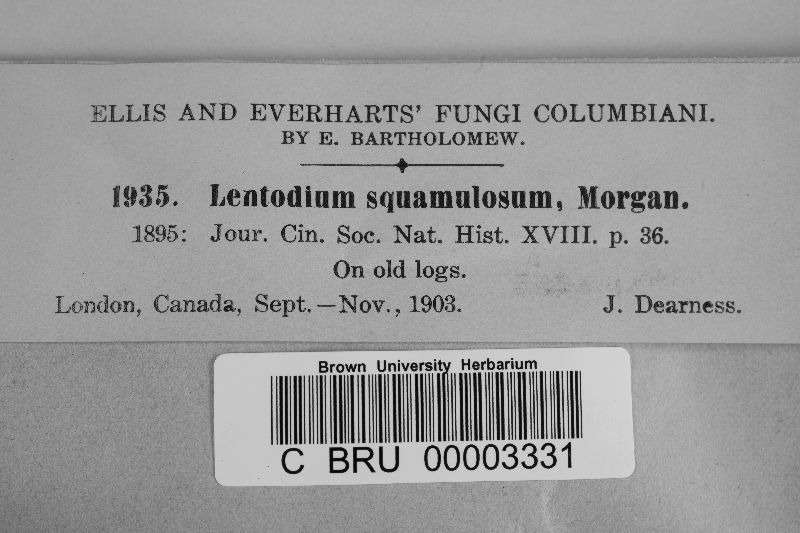 ELLIS AND EVERHARTS' FUNGI COLUMBIANI.
BY E. BARTHOLOMEW.
1935. Lentodium squamulosum, Morgan.
1895: Jour. Cin. Soc. Nat. Hist. XVIII. p. 36.
On old logs.
London, Canada, Sept.—Nov., 1903. J. Dearness.
Brown University Herbarium
C BRU 00003331